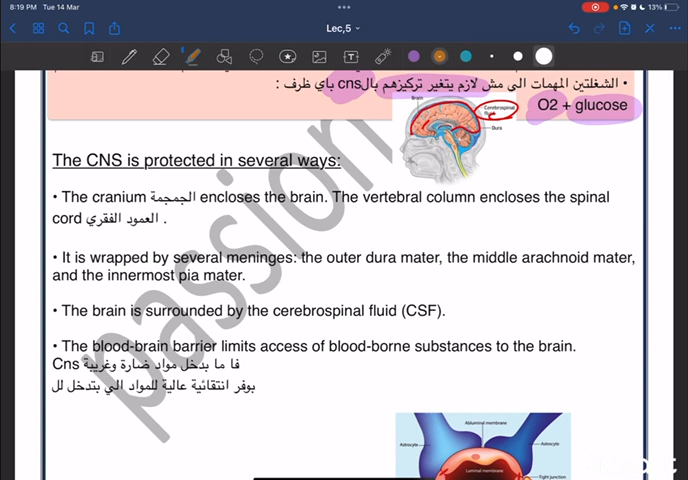 8:19 PM Tue 14 Mar
13%
Lec,5
• الشغلتين المهمات الي مش لازم يتغير تركيزهم بالcns باي ظرف :
O2 + glucose
Brain
Cerebrospinal
fluid
Dura
The CNS is protected in several ways:
• The cranium الجمجمة encloses the brain. The vertebral column encloses the spinal
cord العمود الفقري .
• It is wrapped by several meninges: the outer dura mater, the middle arachnoid mater,
and the innermost pia mater.
• The brain is surrounded by the cerebrospinal fluid (CSF).
• The blood-brain barrier limits access of blood-borne substances to the brain.
فا ما بدخل مواد ضارة وغريبة Cns
بوفر انتقائية عالية للمواد الي بتدخل لل
passion
Abluminal membrane
Astrocyte
Astrocyte
Luminal membrane
Tight junction